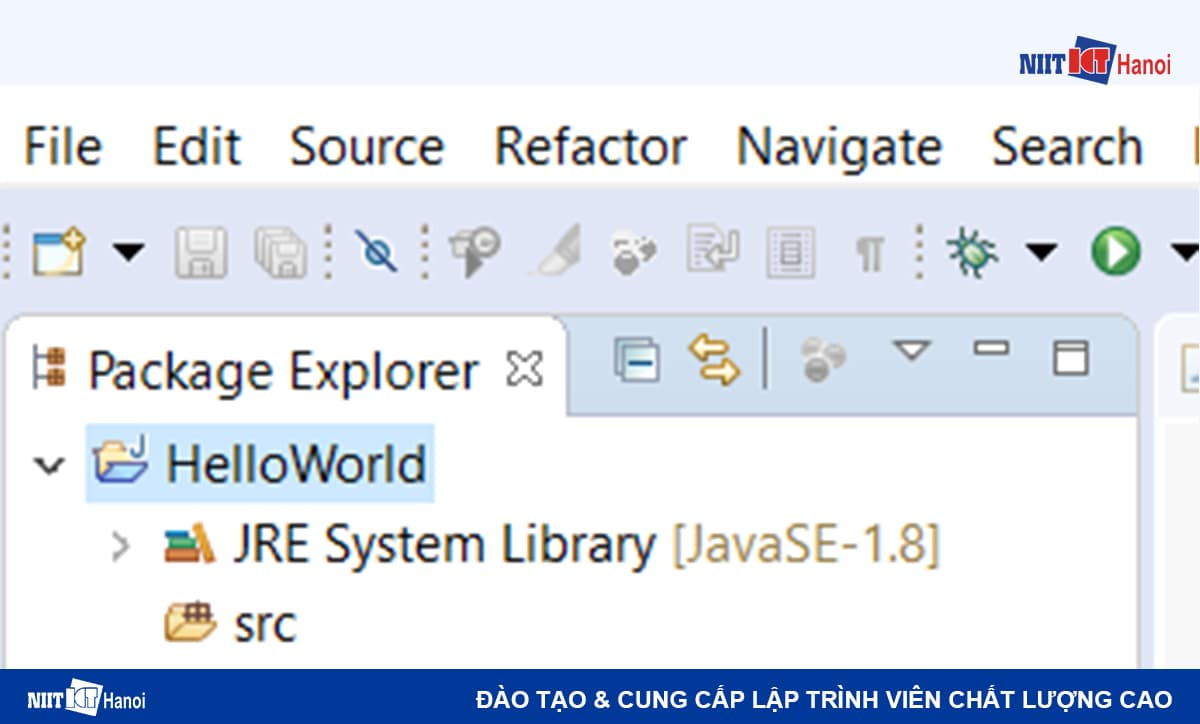 NIIT ICT Hanoi
File Edit Source Refactor Navigate Search
Package Explorer
HelloWorld
JRE System Library [JavaSE-1.8]
src
NIIT ICT Hanoi
ĐÀO TẠO & CUNG CẤP LẬP TRÌNH VIÊN CHẤT LƯỢNG CAO